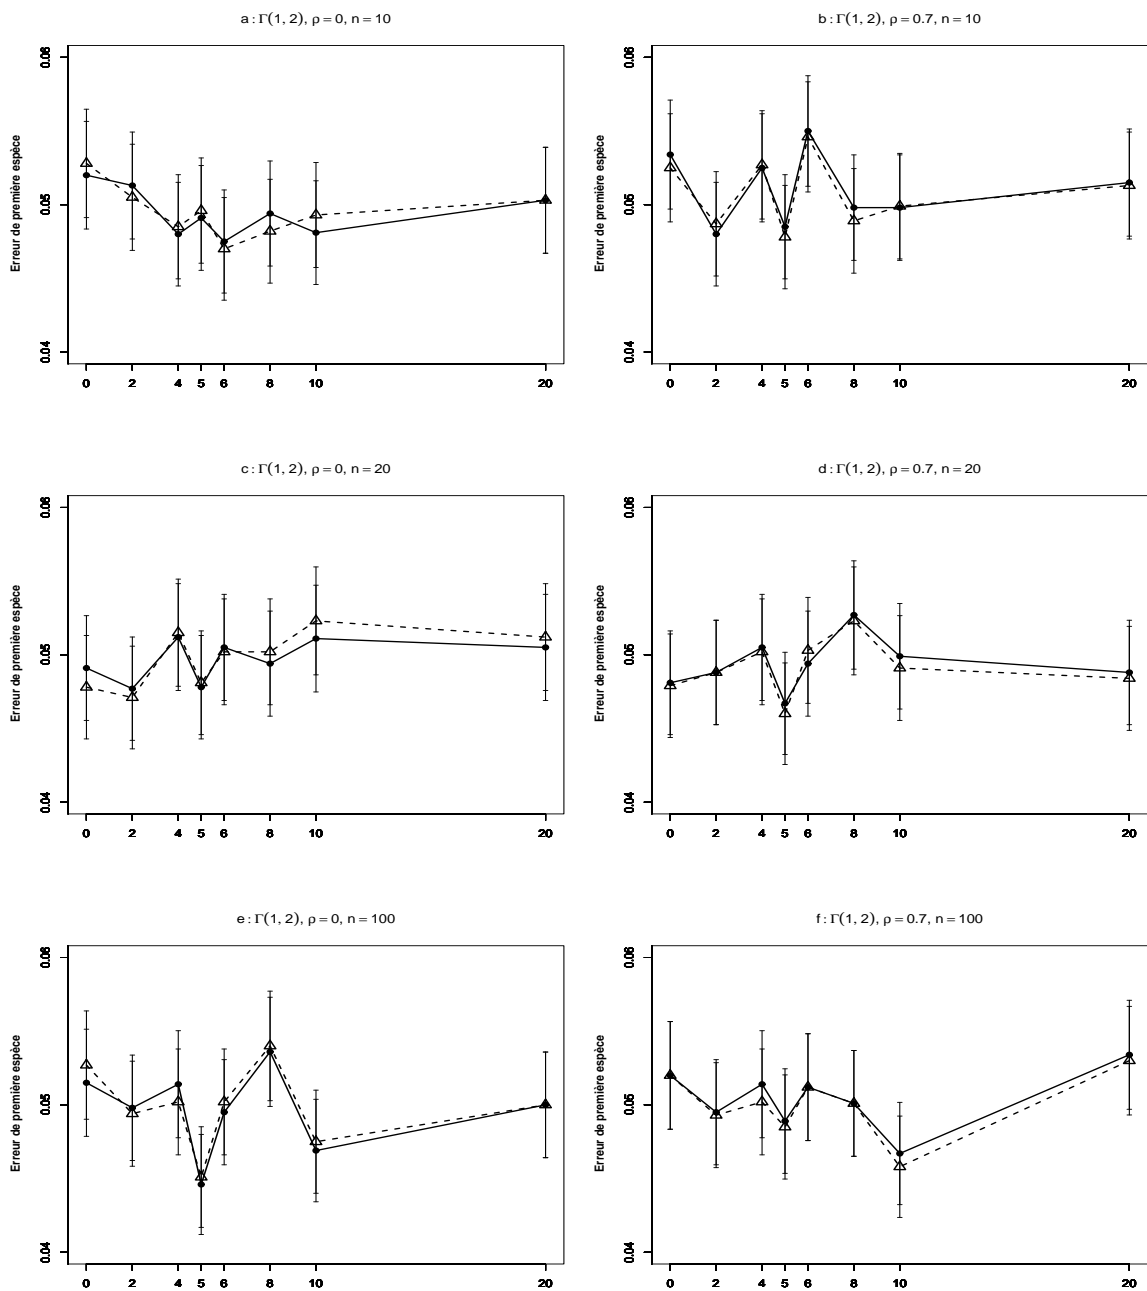 a : Γ(1, 2), ρ = 0, n = 10
Erreur de première espèce
0.06
0.05
0.04
0 2 4 5 6 8 10 20
b : Γ(1, 2), ρ = 0.7, n = 10
Erreur de première espèce
0.06
0.05
0.04
0 2 4 5 6 8 10 20
c : Γ(1, 2), ρ = 0, n = 20
Erreur de première espèce
0.06
0.05
0.04
0 2 4 5 6 8 10 20
d : Γ(1, 2), ρ = 0.7, n = 20
Erreur de première espèce
0.06
0.05
0.04
0 2 4 5 6 8 10 20
e : Γ(1, 2), ρ = 0, n = 100
Erreur de première espèce
0.06
0.05
0.04
0 2 4 5 6 8 10 20
f : Γ(1, 2), ρ = 0.7, n = 100
Erreur de première espèce
0.06
0.05
0.04
0 2 4 5 6 8 10 20